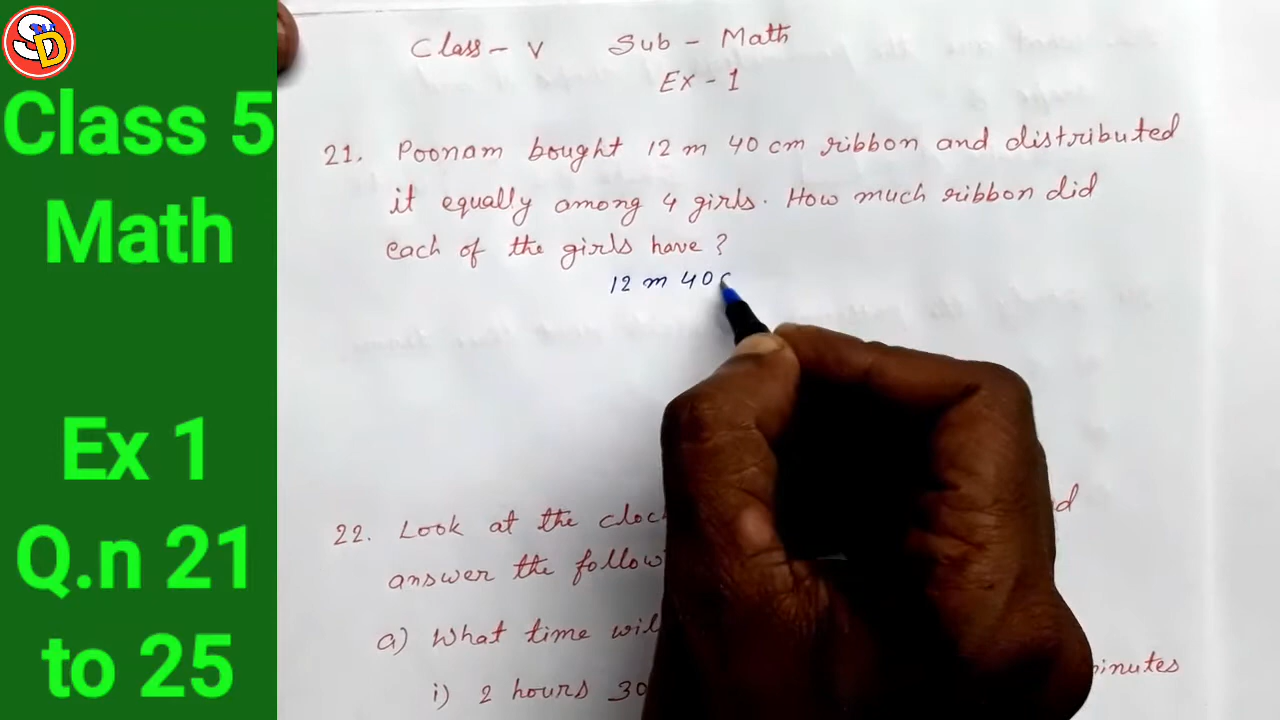 SD
Class 5
Math
Ex 1
Q.n 21
to 25
Class - V Sub - Math
Ex - 1
21. Poonam bought 12 m 40 cm ribbon and distributed
it equally among 4 girls. How much ribbon did
each of the girls have ?
12 m 40 c
22. Look at the
answer the
a) What time
i) 2 hours 30 minutes